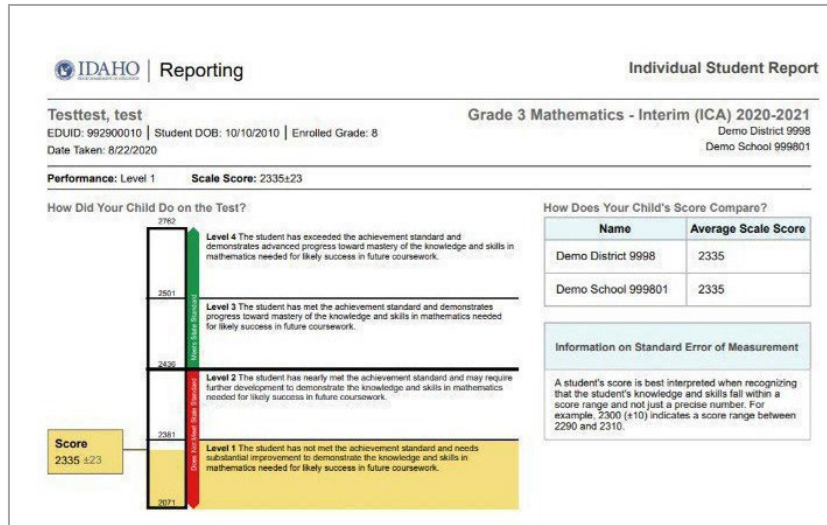 IDAHO | Reporting
Individual Student Report
Testtest, test
EDUID: 992900010 | Student DOB: 10/10/2010 | Enrolled Grade: 8
Date Taken: 8/22/2020
Grade 3 Mathematics - Interim (ICA) 2020-2021
Demo District 9998
Demo School 999801
Performance: Level 1 Scale Score: 2335±23
How Did Your Child Do on the Test?
2762
Level 4 The student has exceeded the achievement standard and
demonstrates advanced progress toward mastery of the knowledge and skills in
mathematics needed for likely success in future coursework.
2501
Level 3 The student has met the achievement standard and demonstrates
progress toward mastery of the knowledge and skills in mathematics needed
for likely success in future coursework.
Meets State Standard
2436
Level 2 The student has nearly met the achievement standard and may require
further development to demonstrate the knowledge and skills in mathematics
needed for likely success in future coursework.
2381
Level 1 The student has not met the achievement standard and needs
substantial improvement to demonstrate the knowledge and skills in
mathematics needed for likely success in future coursework.
Does Not Meet State Standard
2071
Score
2335 ±23
How Does Your Child's Score Compare?
Name Average Scale Score
Demo District 9998 2335
Demo School 999801 2335
Information on Standard Error of Measurement
A student's score is best interpreted when recognizing
that the student's knowledge and skills fall within a
score range and not just a precise number. For
example, 2300 (±10) indicates a score range between
2290 and 2310.